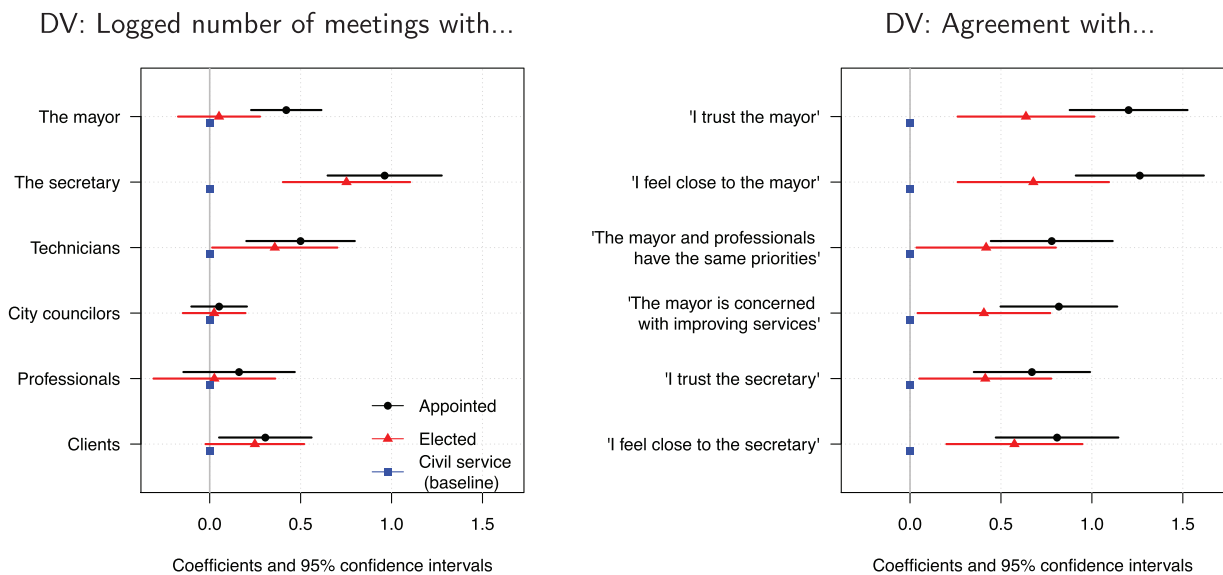 DV: Logged number of meetings with...
The mayor
The secretary
Technicians
City councilors
Professionals
Clients
Appointed
Elected
Civil service
(baseline)
0.0 0.5 1.0 1.5
Coefficients and 95% confidence intervals
DV: Agreement with...
'I trust the mayor'
'I feel close to the mayor'
'The mayor and professionals
have the same priorities'
'The mayor is concerned
with improving services'
'I trust the secretary'
'I feel close to the secretary'
0.0 0.5 1.0 1.5
Coefficients and 95% confidence intervals